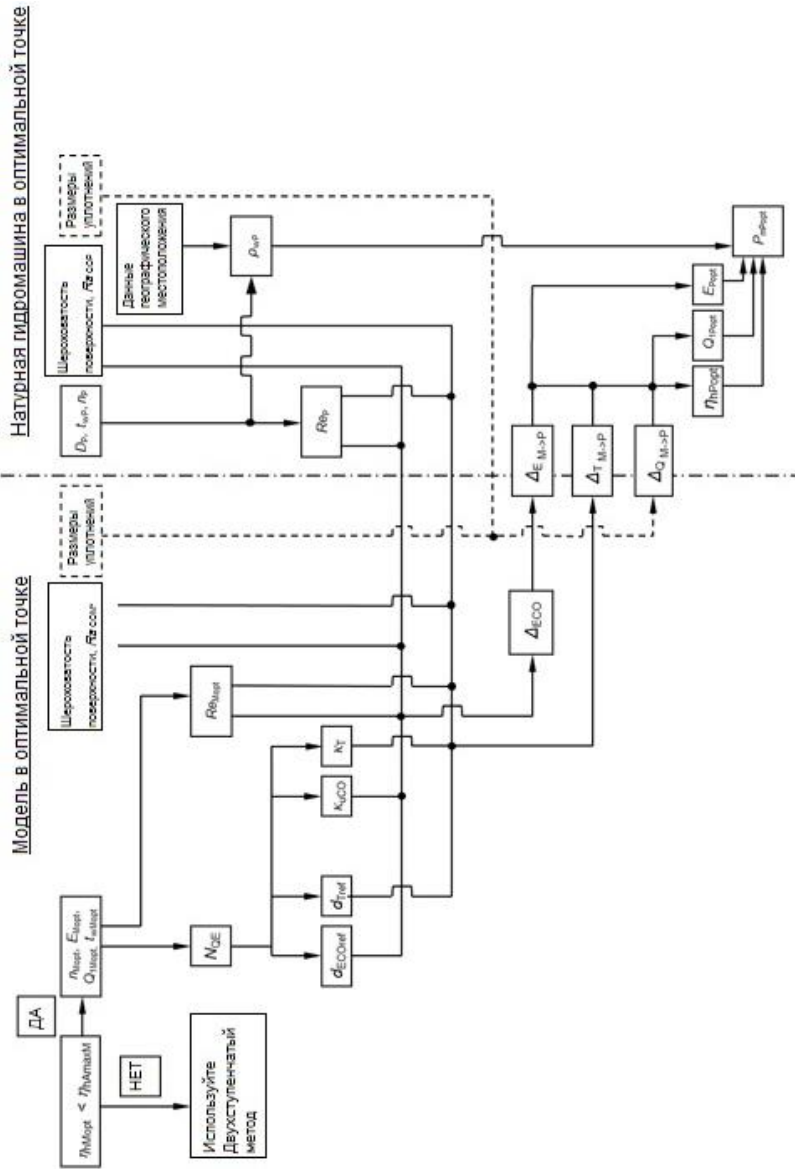 Модель в оптимальной точке
Натурная гидромашина в оптимальной точке
ηhMopt < ηhAmaxM
ДА
НЕТ
Используйте
Двухступенчатый
метод
nMopt, EMopt,
Q1Mopt, twMopt
NQE
dECOref
dTref
κuCO
κT
Шероховатость
поверхности, Ra COM
Размеры
уплотнений
ReMopt
ΔECO
DP, twP, nP
Шероховатость
поверхности, Ra COP
Размеры
уплотнений
Данные
географического
местоположения
ρwP
ReP
ΔE M->P
ΔT M->P
ΔQ M->P
EPopt
Q1Popt
ηhPopt
PmPopt